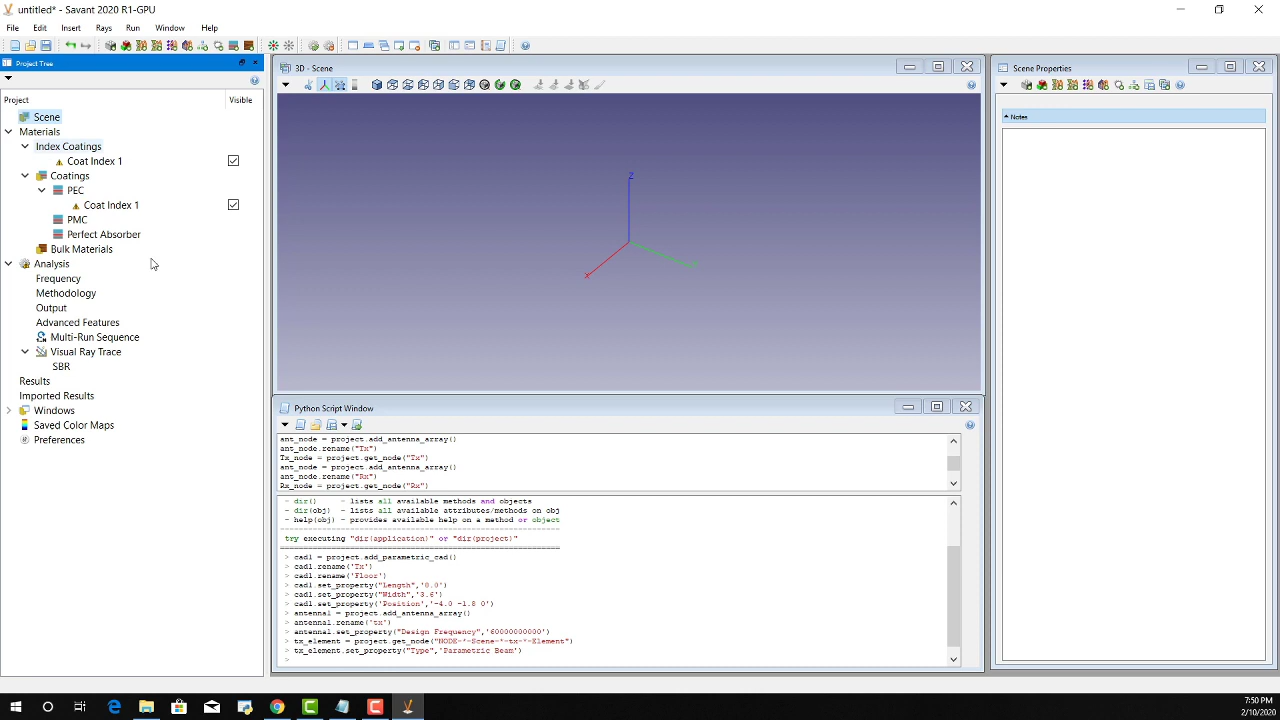 untitled* - Savant 2020 R1-GPU
File Edit Insert Rays Run Window Help
Project Tree
Project Visible
Scene
Materials
Index Coatings
Coat Index 1
Coatings
PEC
Coat Index 1
PMC
Perfect Absorber
Bulk Materials
Analysis
Frequency
Methodology
Output
Advanced Features
Multi-Run Sequence
Visual Ray Trace
SBR
Results
Imported Results
Windows
Saved Color Maps
Preferences
3D - Scene
Z
X
Python Script Window
ant_node = project.add_antenna_array()
ant_node.rename("Tx")
Tx_node = project.get_node("Tx")
ant_node = project.add_antenna_array()
ant_node.rename("Rx")
Rx_node = project.get_node("Rx")
- dir() - lists all available methods and objects
- dir(obj) - lists all available attributes/methods on obj
- help(obj) - provides available help on a method or object
------------------------------------------------------------
try executing "dir(application)" or "dir(project)"
============================================================
> cad1 = project.add_parametric_cad()
> cad1.rename('Tx')
> cad1.rename('Floor')
> cad1.set_property("Length",'8.0')
> cad1.set_property("Width",'3.6')
> cad1.set_property('Position','-4.0 -1.8 0')
> antenna1 = project.add_antenna_array()
> antenna1.rename('tx')
> antenna1.set_property("Design Frequency",'60000000000')
> tx_element = project.get_node("NODE-*-Scene-*-tx-*-Element")
> tx_element.set_property("Type",'Parametric Beam')
>
Scene Properties
Notes
7:50 PM
2/10/2020